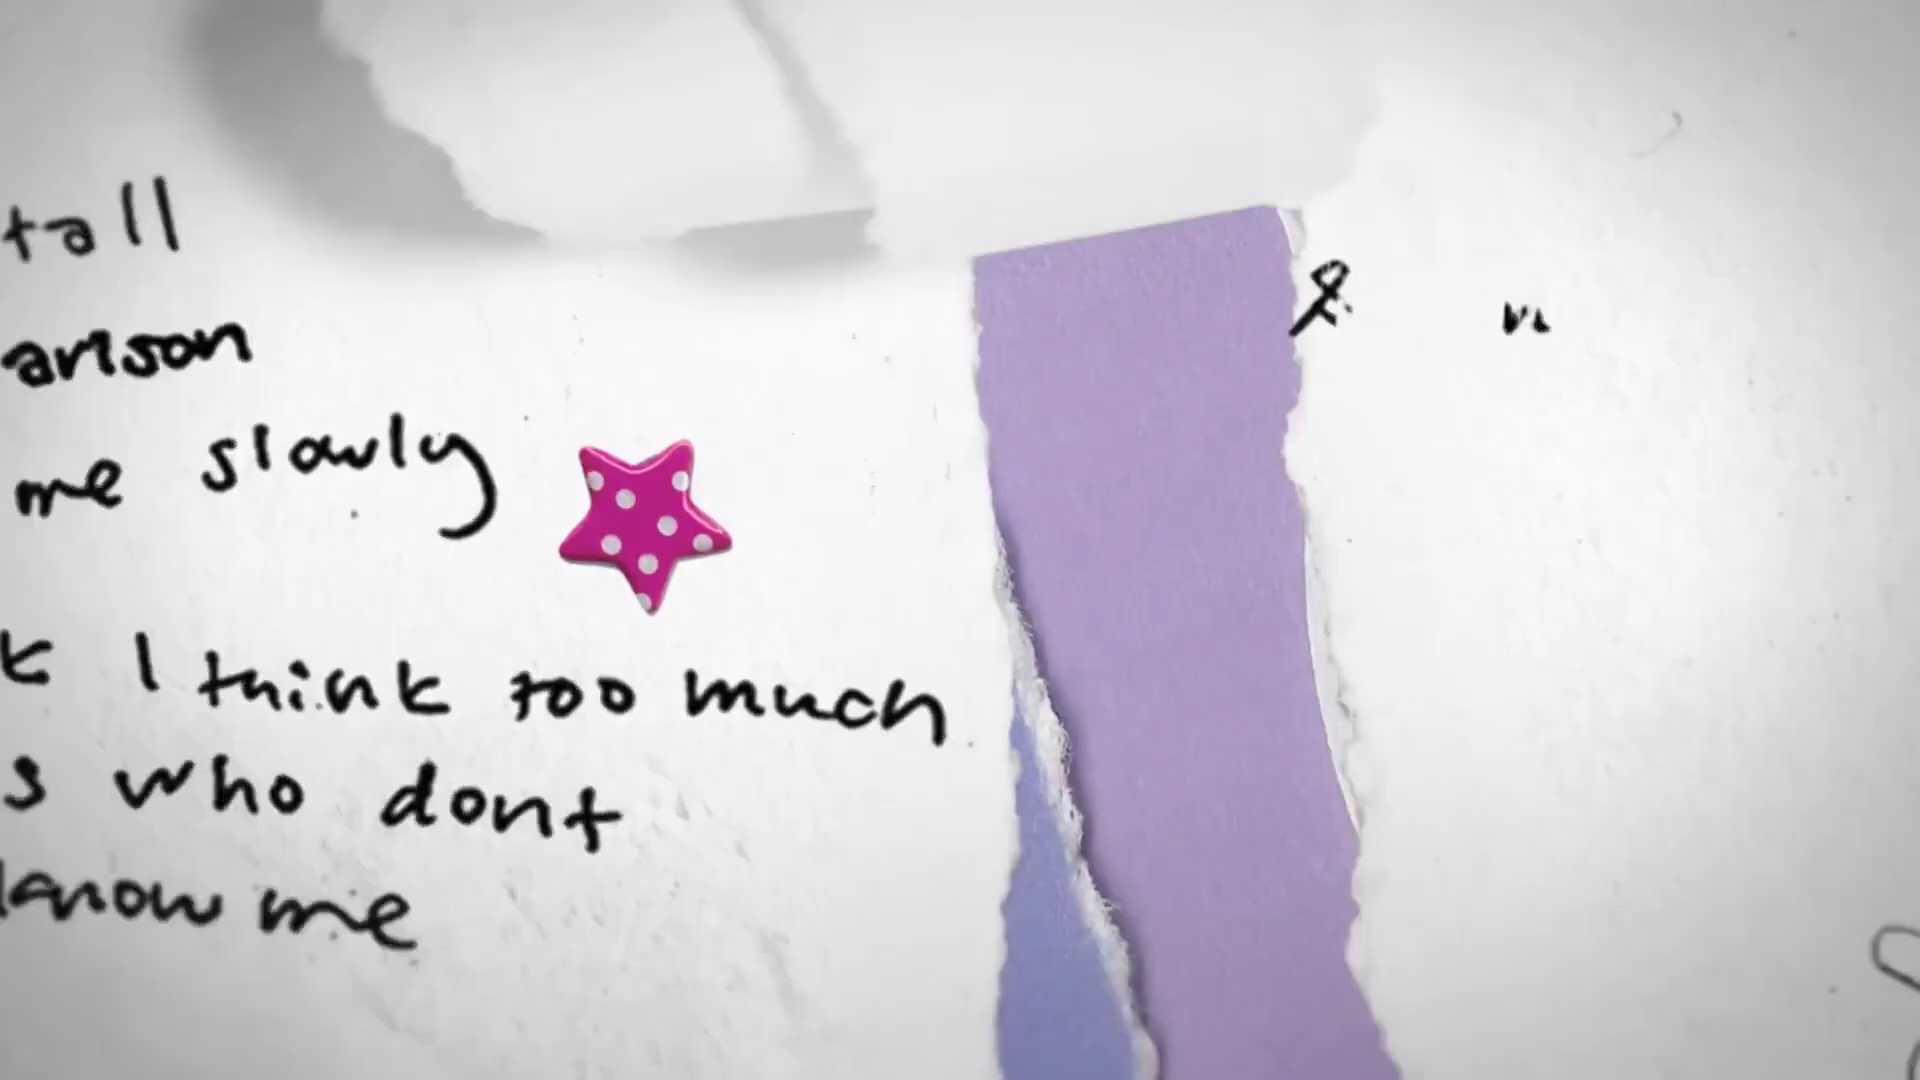 tall
arison
me slowly
k I think too much
s who dont
know me